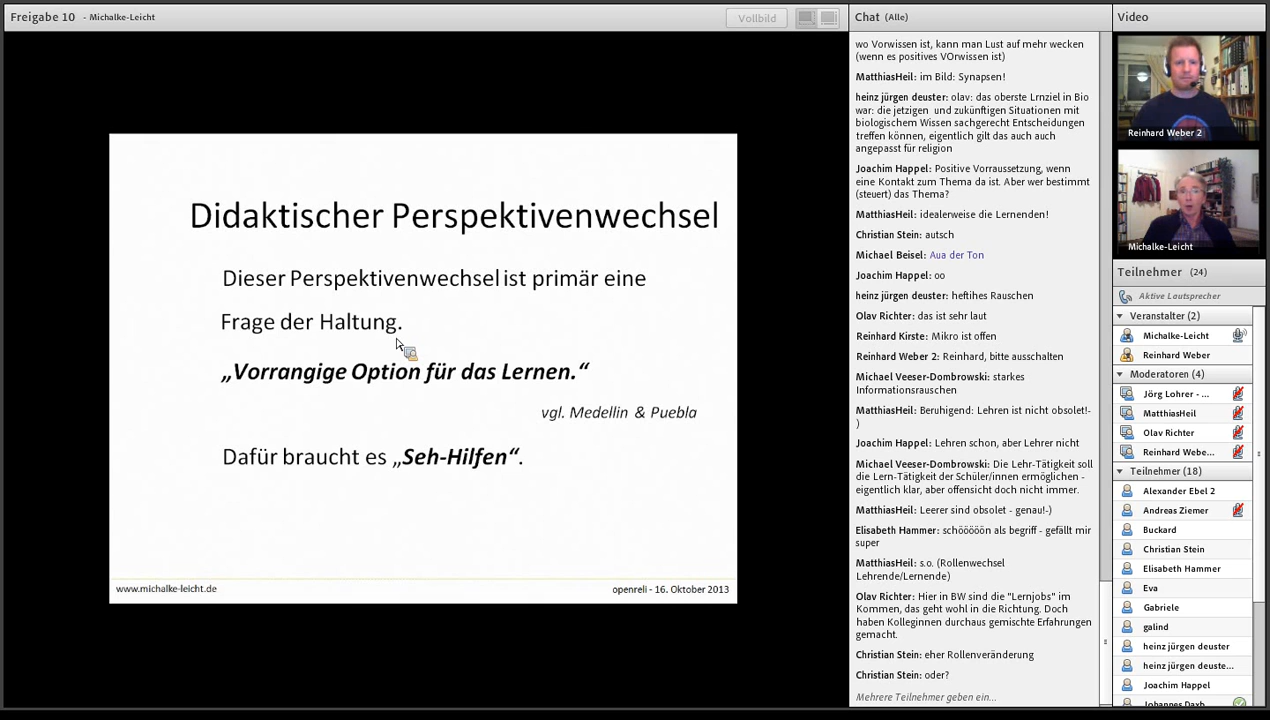 Freigabe 10 - Michalke-Leicht
Vollbild
Didaktischer Perspektivenwechsel
Dieser Perspektivenwechsel ist primär eine
Frage der Haltung.
„Vorrangige Option für das Lernen.“
vgl. Medellin & Puebla
Dafür braucht es „Seh-Hilfen“.
www.michalke-leicht.de
openreli - 16. Oktober 2013
Chat (Alle)
wo Vorwissen ist, kann man Lust auf mehr wecken
(wenn es positives VOrwissen ist)
MatthiasHeil: im Bild: Synapsen!
heinz jürgen deuster: olav: das oberste Lrnziel in Bio
war: die jetzigen und zukünftigen Situationen mit
biologischem Wissen sachgerecht Entscheidungen
treffen können, eigentlich gilt das auch auch
angepasst für religion
Joachim Happel: Positive Vorraussetzung, wenn
eine Kontakt zum Thema da ist. Aber wer bestimmt
(steuert) das Thema?
MatthiasHeil: idealerweise die Lernenden!
Christian Stein: autsch
Michael Beisel: Aua der Ton
Joachim Happel: oo
heinz jürgen deuster: heftihes Rauschen
Olav Richter: das ist sehr laut
Reinhard Kirste: Mikro ist offen
Reinhard Weber 2: Reinhard, bitte ausschalten
Michael Veeser-Dombrowski: starkes
Informationsrauschen
MatthiasHeil: Beruhigend: Lehren ist nicht obsolet!-
)
Joachim Happel: Lehren schon, aber Lehrer nicht
Michael Veeser-Dombrowski: Die Lehr-Tätigkeit soll
die Lern-Tätigkeit der Schüler/innen ermöglichen -
eigentlich klar, aber offensicht doch nicht immer.
MatthiasHeil: Leerer sind obsolet - genau!-)
Elisabeth Hammer: schööööön als begriff - gefällt mir
super
MatthiasHeil: s.o. (Rollenwechsel
Lehrende/Lernende)
Olav Richter: Hier in BW sind die "Lernjobs" im
Kommen, das geht wohl in die Richtung. Doch
haben Kolleginnen durchaus gemischte Erfahrungen
gemacht.
Christian Stein: eher Rollenveränderung
Christian Stein: oder?
Mehrere Teilnehmer geben ein...
Video
Reinhard Weber 2
Michalke-Leicht
Teilnehmer (24)
Aktive Lautsprecher
Veranstalter (2)
Michalke-Leicht
Reinhard Weber
Moderatoren (4)
Jörg Lohrer - ...
MatthiasHeil
Olav Richter
Reinhard Webe...
Teilnehmer (18)
Alexander Ebel 2
Andreas Ziemer
Buckard
Christian Stein
Elisabeth Hammer
Eva
Gabriele
galind
heinz jürgen deuster
heinz jürgen deuste...
Joachim Happel